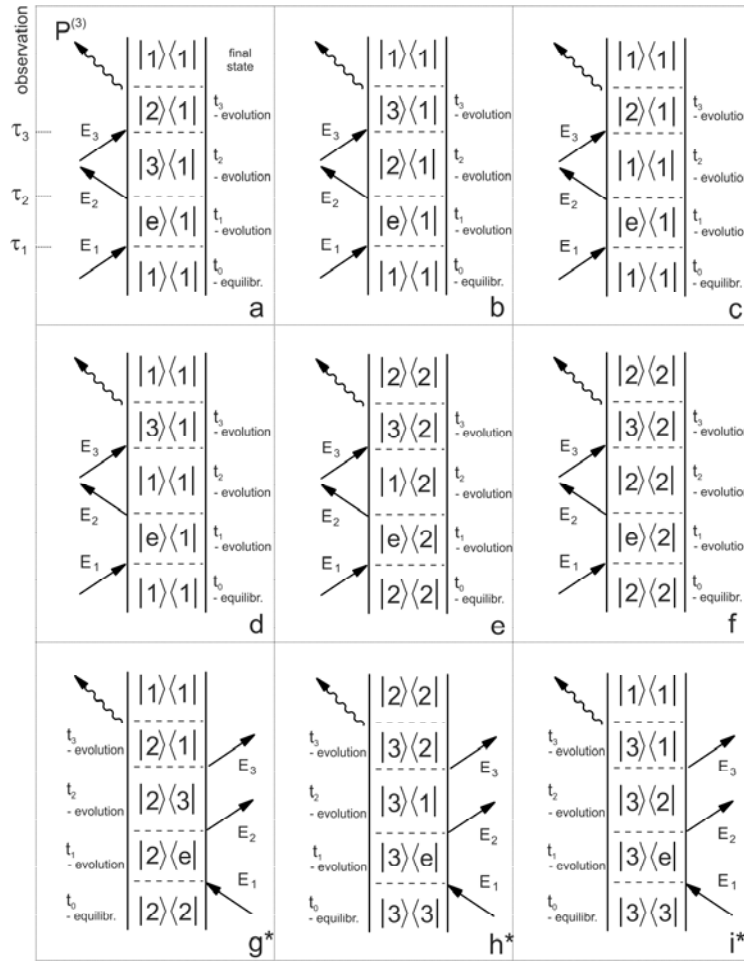 observation
P(3)
|1⟩⟨1|
final
state
|2⟩⟨1|
t3
- evolution
τ3
E3
|3⟩⟨1|
t2
- evolution
τ2
E2
|e⟩⟨1|
t1
- evolution
τ1
E1
|1⟩⟨1|
t0
- equilibr.
a
|1⟩⟨1|
|3⟩⟨1|
t3
- evolution
E3
|2⟩⟨1|
t2
- evolution
E2
|e⟩⟨1|
t1
- evolution
E1
|1⟩⟨1|
t0
- equilibr.
b
|1⟩⟨1|
|2⟩⟨1|
t3
- evolution
E3
|1⟩⟨1|
t2
- evolution
E2
|e⟩⟨1|
t1
- evolution
E1
|1⟩⟨1|
t0
- equilibr.
c
|1⟩⟨1|
|3⟩⟨1|
t3
- evolution
E3
|1⟩⟨1|
t2
- evolution
E2
|e⟩⟨1|
t1
- evolution
E1
|1⟩⟨1|
t0
- equilibr.
d
|2⟩⟨2|
|3⟩⟨2|
t3
- evolution
E3
|1⟩⟨2|
t2
- evolution
E2
|e⟩⟨2|
t1
- evolution
E1
|2⟩⟨2|
t0
- equilibr.
e
|2⟩⟨2|
|3⟩⟨2|
t3
- evolution
E3
|2⟩⟨2|
t2
- evolution
E2
|e⟩⟨2|
t1
- evolution
E1
|2⟩⟨2|
t0
- equilibr.
f
|1⟩⟨1|
t3
- evolution
|2⟩⟨1|
E3
t2
- evolution
|2⟩⟨3|
E2
t1
- evolution
|2⟩⟨e|
E1
t0
- equilibr.
|2⟩⟨2|
g*
|2⟩⟨2|
t3
- evolution
|3⟩⟨2|
E3
t2
- evolution
|3⟩⟨1|
E2
t1
- evolution
|3⟩⟨e|
E1
t0
- equilibr.
|3⟩⟨3|
h*
|1⟩⟨1|
t3
- evolution
|3⟩⟨1|
E3
t2
- evolution
|3⟩⟨2|
E2
t1
- evolution
|3⟩⟨e|
E1
t0
- equilibr.
|3⟩⟨3|
i*